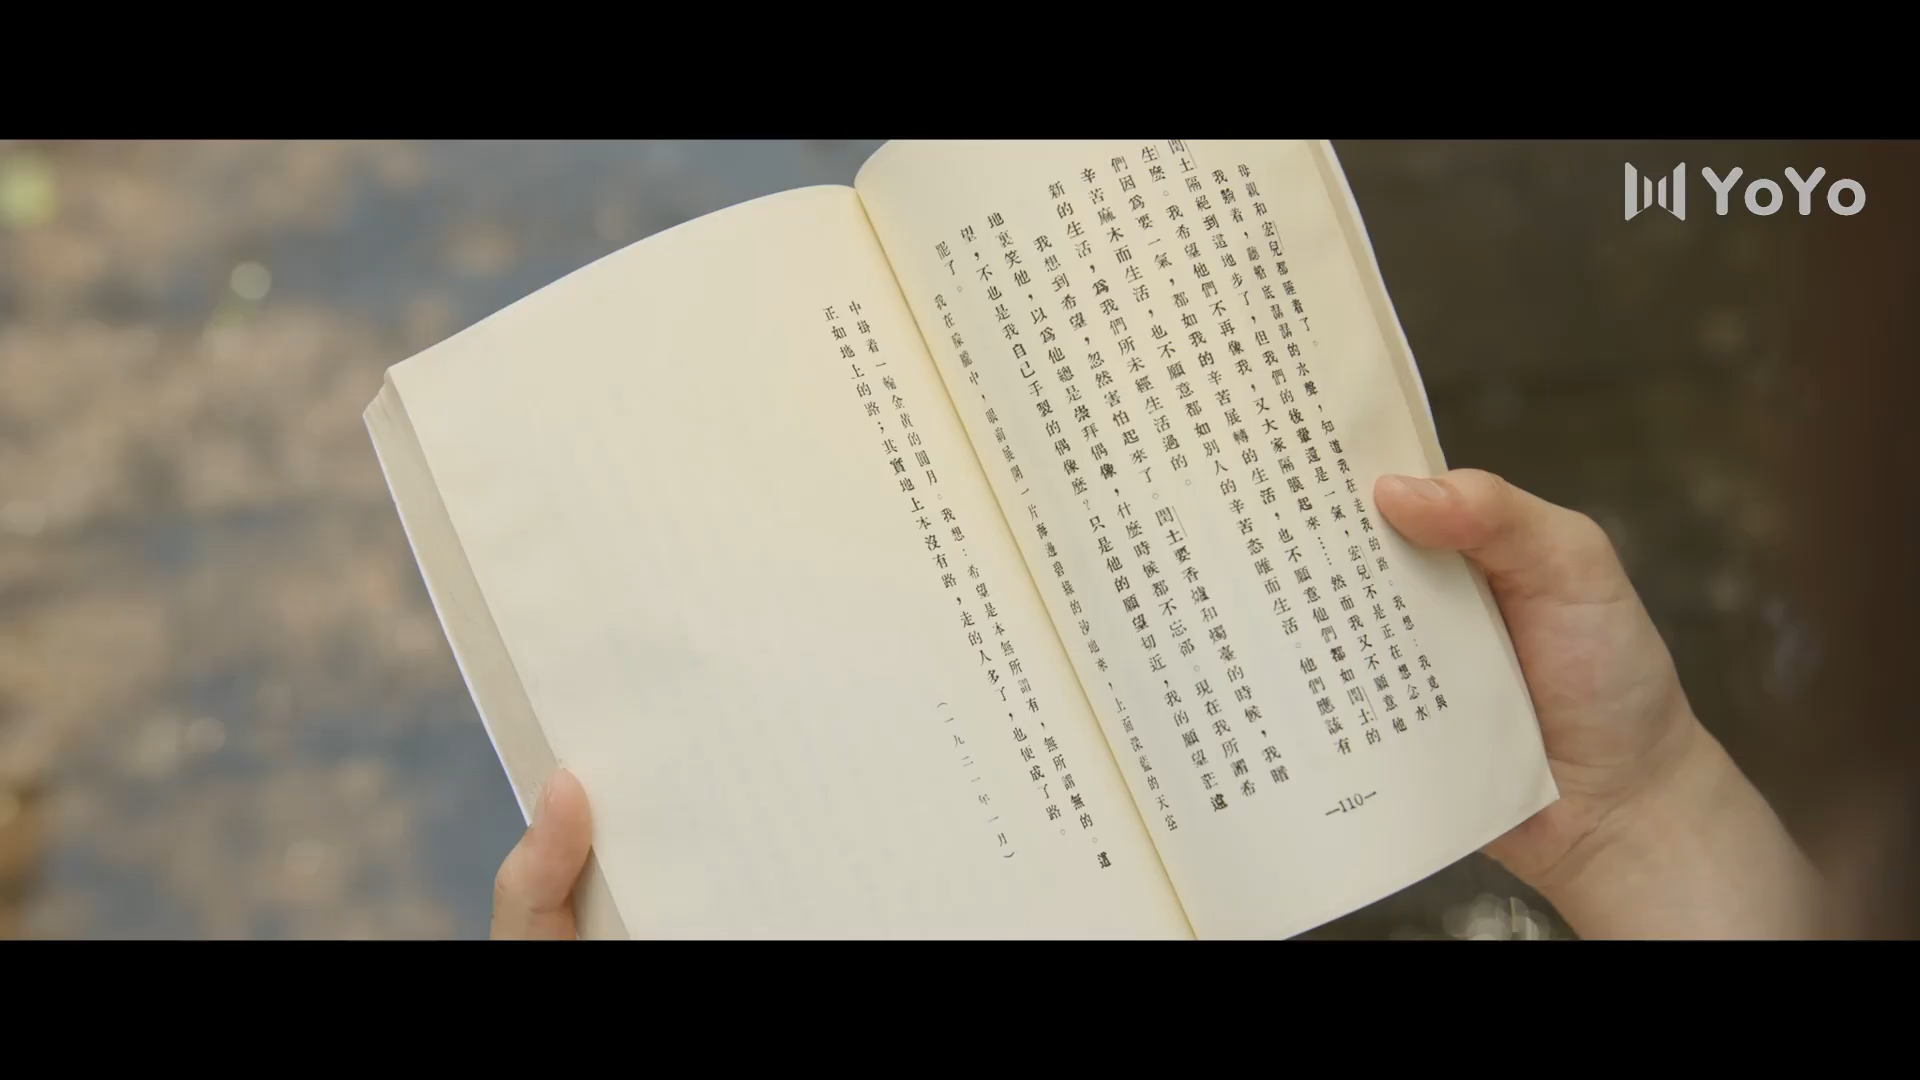 母親和宏兒都睡着了。
我躺着，聽船底潺潺的水聲，知道我在走我的路。我想：我竟與
閏土隔絕到這地步了，但我們的後輩還是一氣，宏兒不是正在想念水
生麼。我希望他們不再像我，又大家隔膜起來……然而我又不願意他
們因爲要一氣，都如我的辛苦展轉的生活，也不願意他們都如閏土的
辛苦麻木而生活，也不願意都如別人的辛苦恣睢而生活。他們應該有
新的生活，爲我們所未經生活過的。
我想到希望，忽然害怕起來了。閏土要香爐和燭臺的時候，我暗
地裏笑他，以爲他總是崇拜偶像，什麼時候都不忘卻。現在我所謂希
望，不也是我自己手製的偶像麼？只是他的願望切近，我的願望茫遠
罷了。
我在朦朧中，眼前展開一片海邊碧綠的沙地來，上面深藍的天空
—110—
中掛着一輪金黃的圓月。我想：希望是本無所謂有，無所謂無的。這
正如地上的路；其實地上本沒有路，走的人多了，也便成了路。
（一九二一年一月）
YoYo